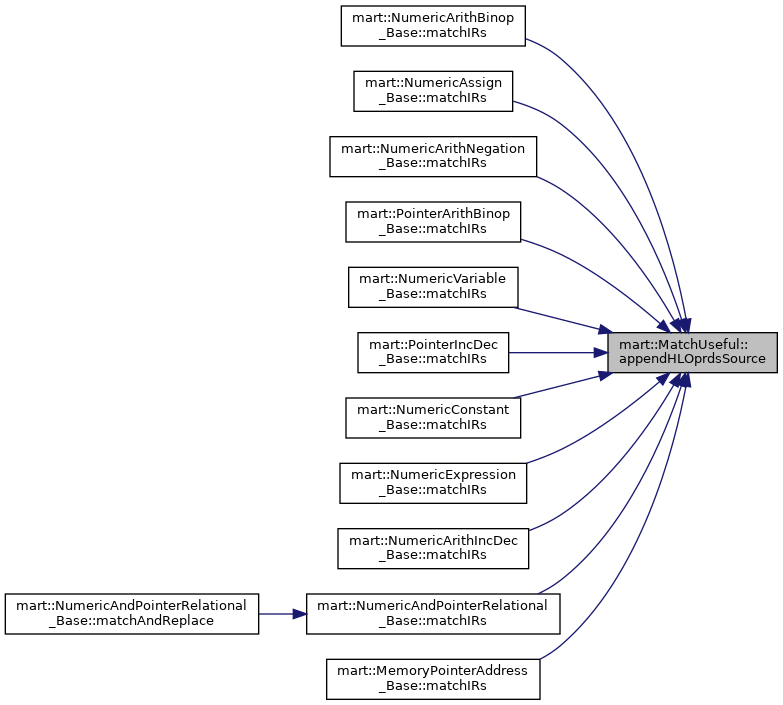 mart::NumericArithBinop
_Base::matchIRs
mart::NumericAssign
_Base::matchIRs
mart::NumericArithNegation
_Base::matchIRs
mart::PointerArithBinop
_Base::matchIRs
mart::NumericVariable
_Base::matchIRs
mart::PointerIncDec
_Base::matchIRs
mart::MatchUseful::
appendHLOprdsSource
mart::NumericConstant
_Base::matchIRs
mart::NumericExpression
_Base::matchIRs
mart::NumericArithIncDec
_Base::matchIRs
mart::NumericAndPointerRelational
_Base::matchAndReplace
mart::NumericAndPointerRelational
_Base::matchIRs
mart::MemoryPointerAddress
_Base::matchIRs